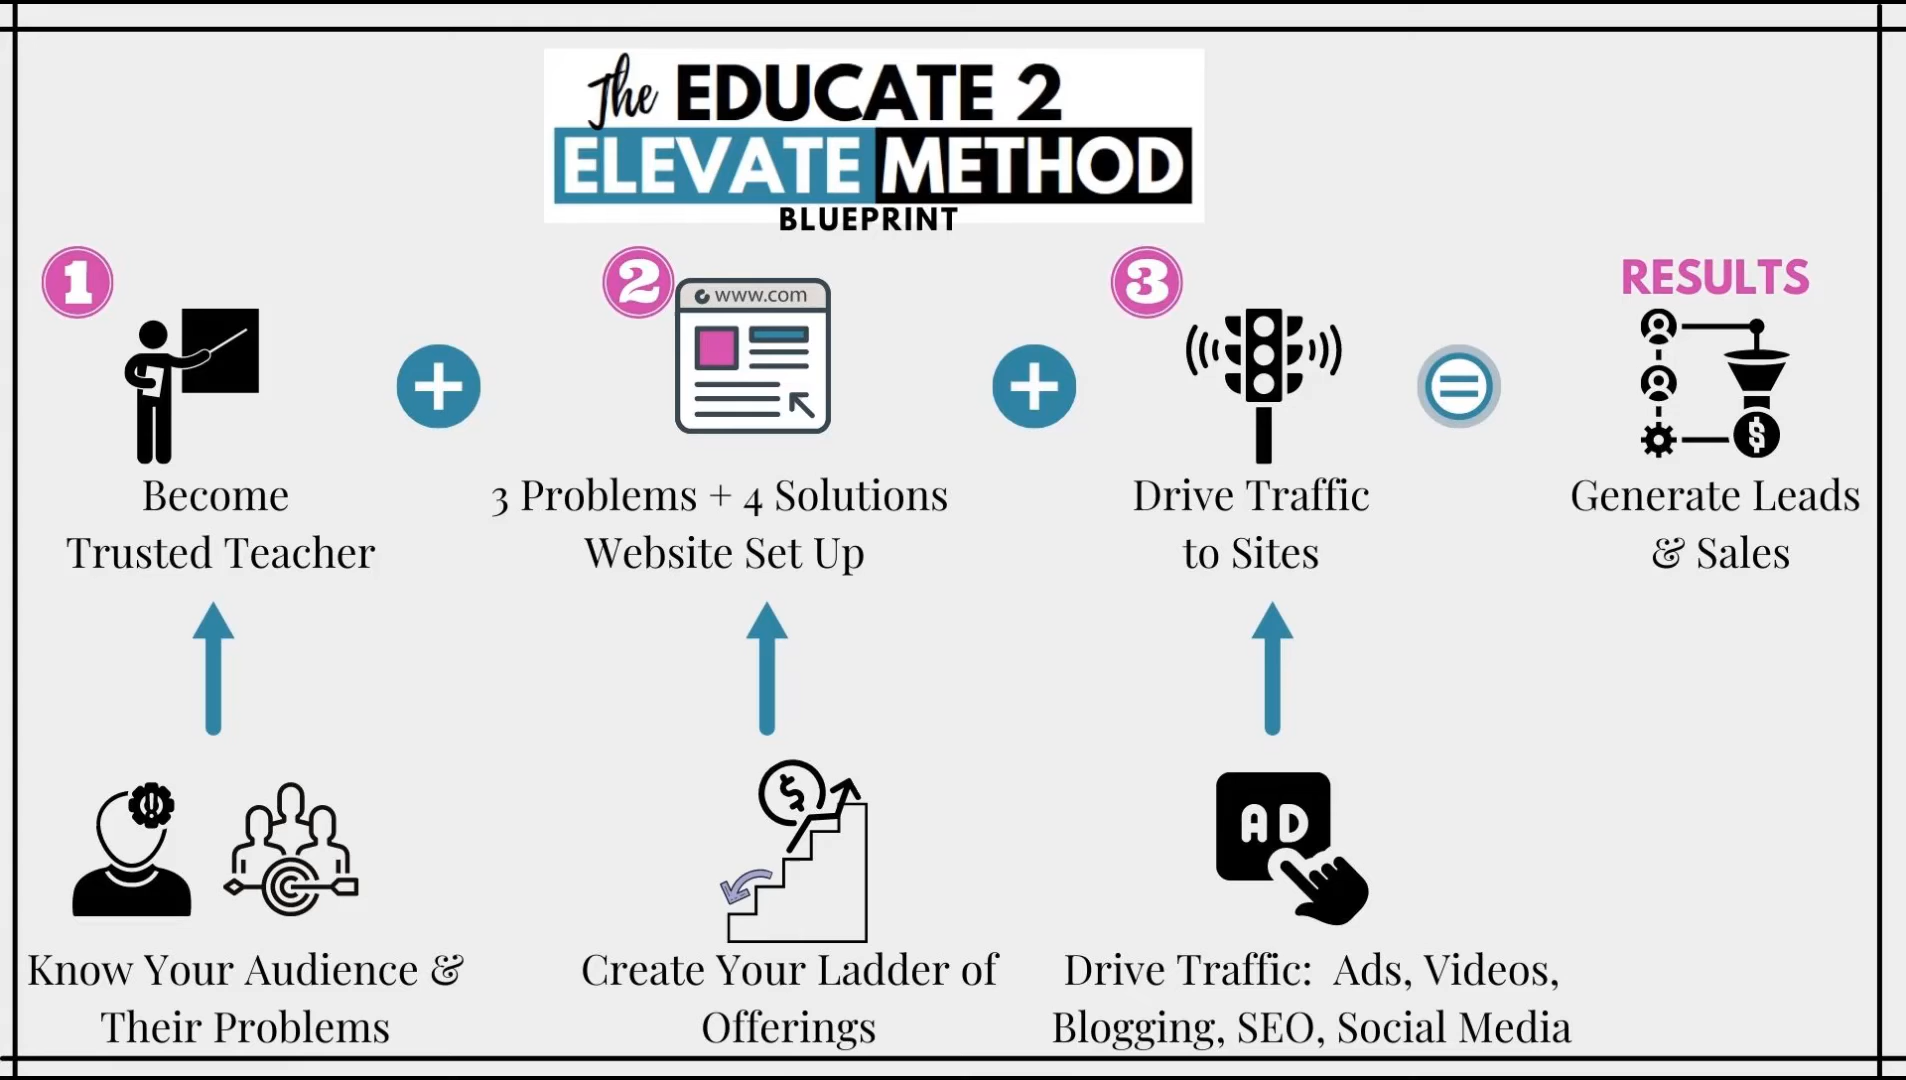 The EDUCATE 2
ELEVATE METHOD
BLUEPRINT
1
2
3
www.com
RESULTS
$
Become
Trusted Teacher
3 Problems + 4 Solutions
Website Set Up
Drive Traffic
to Sites
Generate Leads
& Sales
!
$
AD
Know Your Audience &
Their Problems
Create Your Ladder of
Offerings
Drive Traffic: Ads, Videos,
Blogging, SEO, Social Media